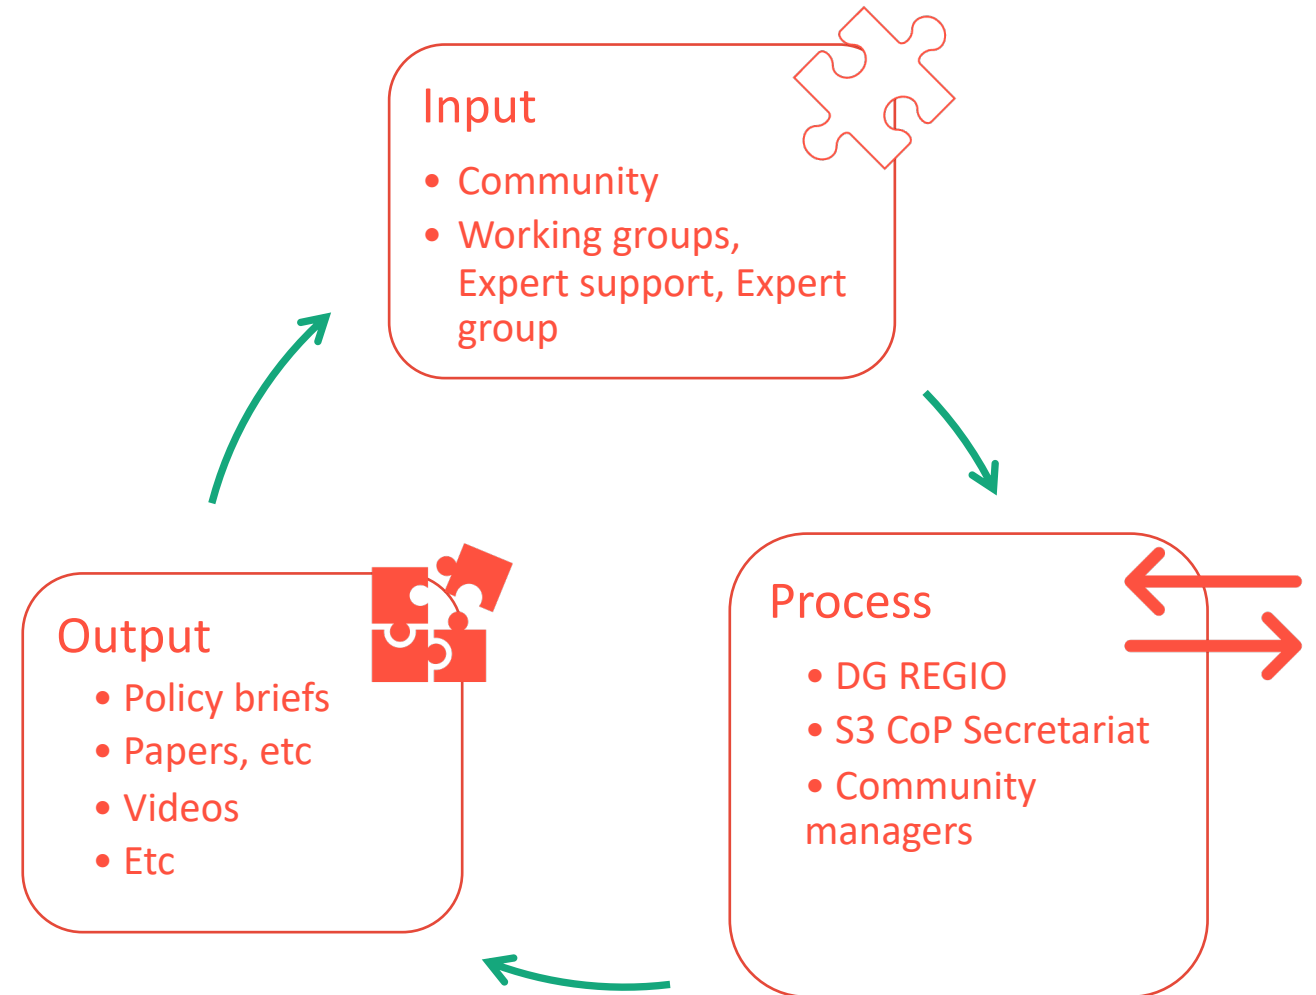 Input
• Community
• Working groups,
Expert support, Expert
group
Process
• DG REGIO
• S3 CoP Secretariat
• Community
managers
Output
• Policy briefs
• Papers, etc
• Videos
• Etc